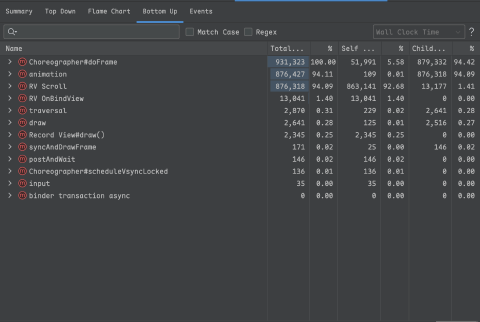 Summary Top Down Flame Chart Bottom Up Events
Match Case Regex Wall Clock Time ?
Name Total... % Self ... % Child... %
Choreographer#doFrame 931,323 100.00 51,991 5.58 879,332 94.42
animation 876,427 94.11 109 0.01 876,318 94.09
RV Scroll 876,318 94.09 863,141 92.68 13,177 1.41
RV OnBindView 13,041 1.40 13,041 1.40 0 0.00
traversal 2,870 0.31 229 0.02 2,641 0.28
draw 2,641 0.28 125 0.01 2,516 0.27
Record View#draw() 2,345 0.25 2,345 0.25 0 0.00
syncAndDrawFrame 171 0.02 25 0.00 146 0.02
postAndWait 146 0.02 146 0.02 0 0.00
Choreographer#scheduleVsyncLocked 136 0.01 136 0.01 0 0.00
input 35 0.00 35 0.00 0 0.00
binder transaction async 0 0.00 0 0.00 0 0.00